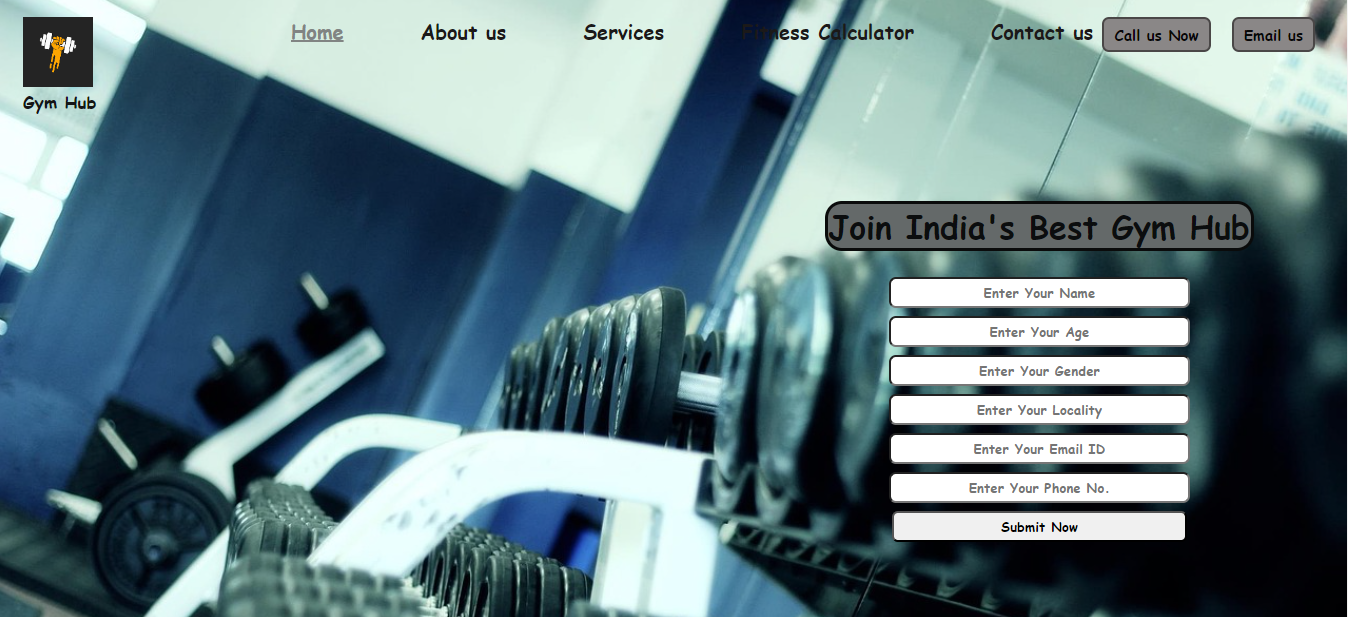 Home About us Services Fitness Calculator Contact us Call us Now Email us
Gym Hub
Join India's Best Gym Hub
Enter Your Name
Enter Your Age
Enter Your Gender
Enter Your Locality
Enter Your Email ID
Enter Your Phone No.
Submit Now